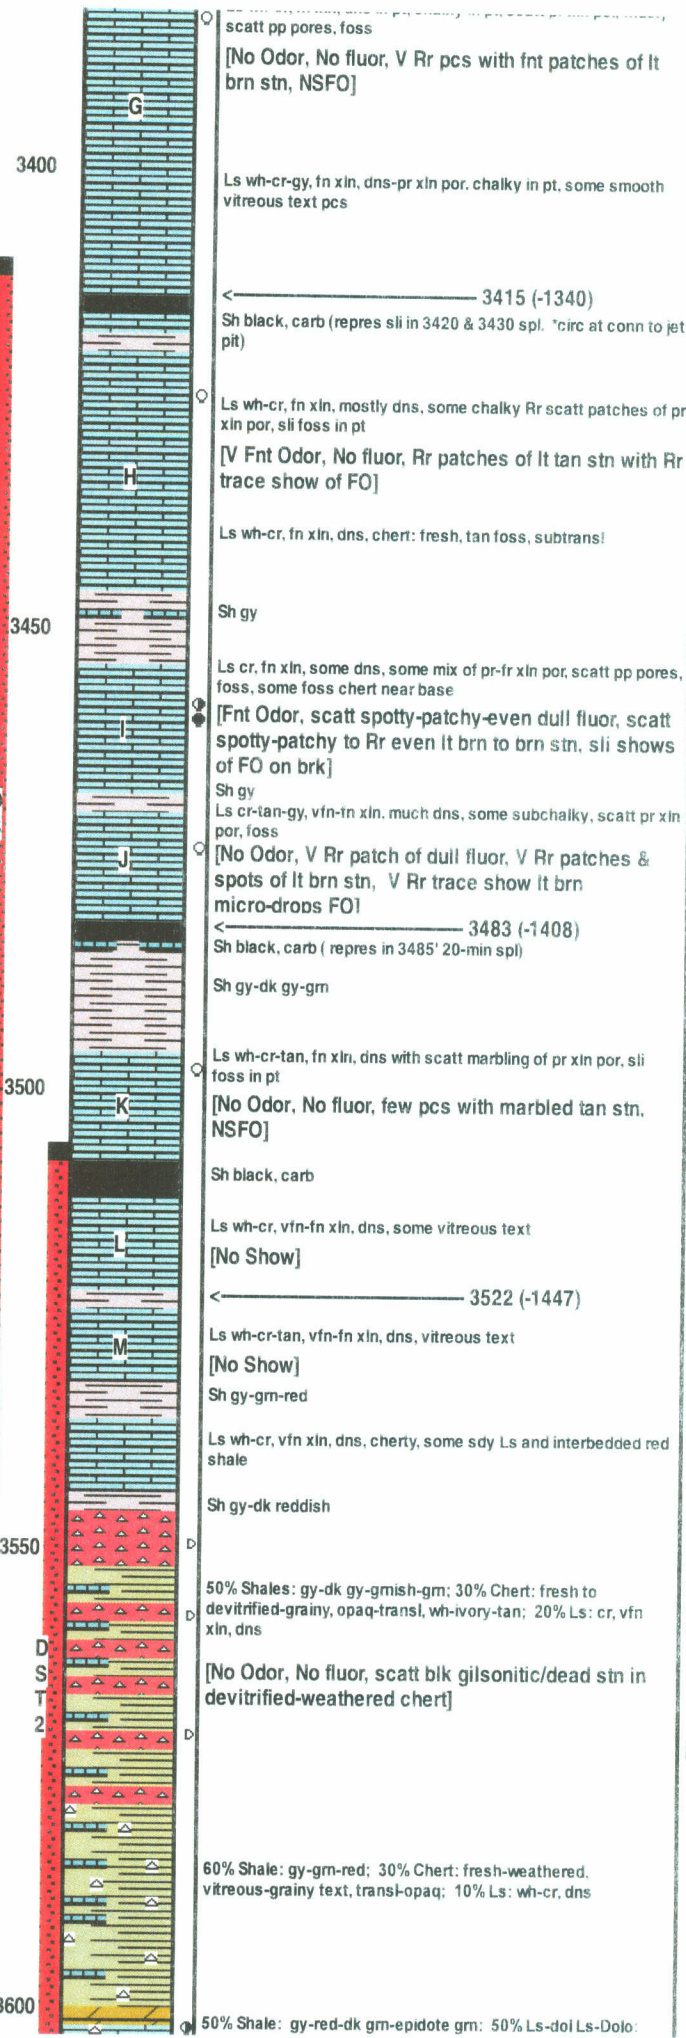 scatt pp pores, foss
[No Odor, No fluor, V Rr pcs with fnt patches of lt
brn stn, NSFO]
G
3400
Ls wh-cr-gy, fn xln, dns-pr xln por. chalky in pt, some smooth
vitreous text pcs
<——— 3415 (-1340)
Sh black, carb (repres sli in 3420 & 3430 spl. *circ at conn to jet
pit)
Ls wh-cr, fn xln, mostly dns, some chalky Rr scatt patches of pr
xln por, sli foss in pt
[V Fnt Odor, No fluor, Rr patches of lt tan stn with Rr
trace show of FO]
H
Ls wh-cr, fn xln, dns, chert: fresh, tan foss, subtransl
Sh gy
3450
Ls cr, fn xln, some dns, some mix of pr-fr xln por, scatt pp pores,
foss, some foss chert near base
[Fnt Odor, scatt spotty-patchy-even dull fluor, scatt
spotty-patchy to Rr even lt brn to brn stn, sli shows
of FO on brk]
I
Sh gy
Ls cr-tan-gy, vfn-fn xln. much dns, some subchalky, scatt pr xln
por, foss
[No Odor, V Rr patch of dull fluor, V Rr patches &
spots of lt brn stn, V Rr trace show lt brn
micro-drops FO]
J
<——— 3483 (-1408)
Sh black, carb ( repres in 3485' 20-min spl)
Sh gy-dk gy-grn
Ls wh-cr-tan, fn xln, dns with scatt marbling of pr xln por, sli
foss in pt
3500
[No Odor, No fluor, few pcs with marbled tan stn,
NSFO]
K
Sh black, carb
Ls wh-cr, vfn-fn xln, dns, some vitreous text
L
[No Show]
<——— 3522 (-1447)
Ls wh-cr-tan, vfn-fn xln, dns, vitreous text
M
[No Show]
Sh gy-grn-red
Ls wh-cr, vfn xln, dns, cherty, some sdy Ls and interbedded red
shale
Sh gy-dk reddish
3550
50% Shales: gy-dk gy-grnish-grn; 30% Chert: fresh to
devitrified-grainy, opaq-transl, wh-ivory-tan; 20% Ls: cr, vfn
xln, dns
D
S
T
2
[No Odor, No fluor, scatt blk gilsonitic/dead stn in
devitrified-weathered chert]
60% Shale: gy-grn-red; 30% Chert: fresh-weathered,
vitreous-grainy text, transl-opaq; 10% Ls: wh-cr, dns
3600
50% Shale: gy-red-dk grn-epidote grn; 50% Ls-dol Ls-Dolo: